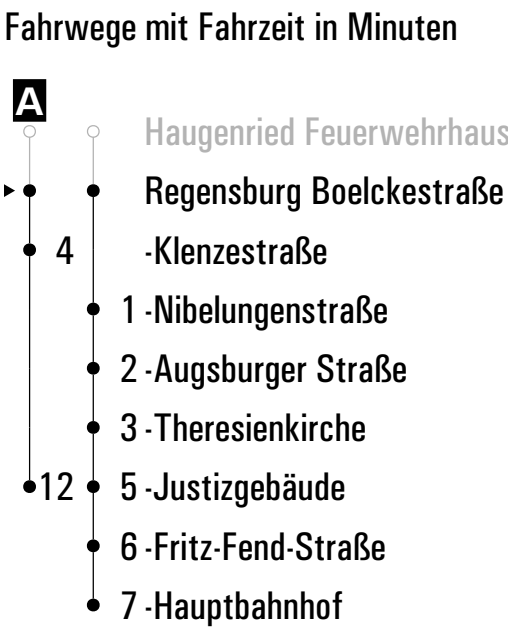 Fahrwege mit Fahrzeit in Minuten
A
Haugenried Feuerwehrhaus
Regensburg Boelckestraße
4 -Klenzestraße
1 -Nibelungenstraße
2 -Augsburger Straße
3 -Theresienkirche
12 5 -Justizgebäude
6 -Fritz-Fend-Straße
7 -Hauptbahnhof